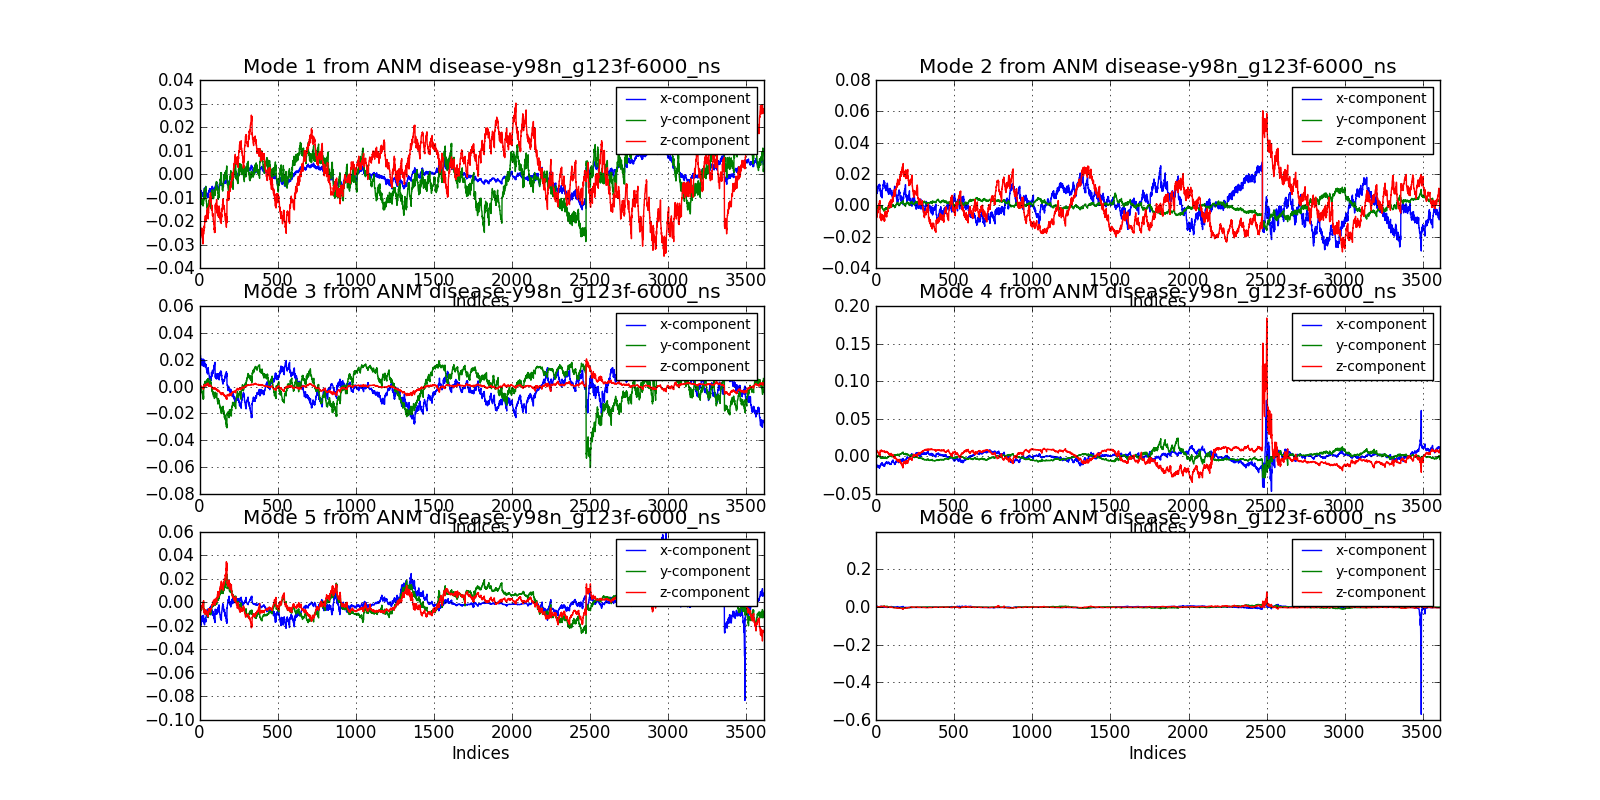 Mode 1 from ANM disease-y98n_g123f-6000_ns
0.04
0.03
0.02
0.01
0.00
−0.01
−0.02
−0.03
−0.04
x-component
y-component
z-component
0 500 1000 1500 2000 2500 3000 3500
Indices
Mode 2 from ANM disease-y98n_g123f-6000_ns
0.08
0.06
0.04
0.02
0.00
−0.02
−0.04
x-component
y-component
z-component
0 500 1000 1500 2000 2500 3000 3500
Indices
Mode 3 from ANM disease-y98n_g123f-6000_ns
0.06
0.04
0.02
0.00
−0.02
−0.04
−0.06
−0.08
x-component
y-component
z-component
0 500 1000 1500 2000 2500 3000 3500
Indices
Mode 4 from ANM disease-y98n_g123f-6000_ns
0.20
0.15
0.10
0.05
0.00
−0.05
x-component
y-component
z-component
0 500 1000 1500 2000 2500 3000 3500
Indices
Mode 5 from ANM disease-y98n_g123f-6000_ns
0.06
0.04
0.02
0.00
−0.02
−0.04
−0.06
−0.08
−0.10
x-component
y-component
z-component
0 500 1000 1500 2000 2500 3000 3500
Indices
Mode 6 from ANM disease-y98n_g123f-6000_ns
0.2
0.0
−0.2
−0.4
−0.6
x-component
y-component
z-component
0 500 1000 1500 2000 2500 3000 3500
Indices